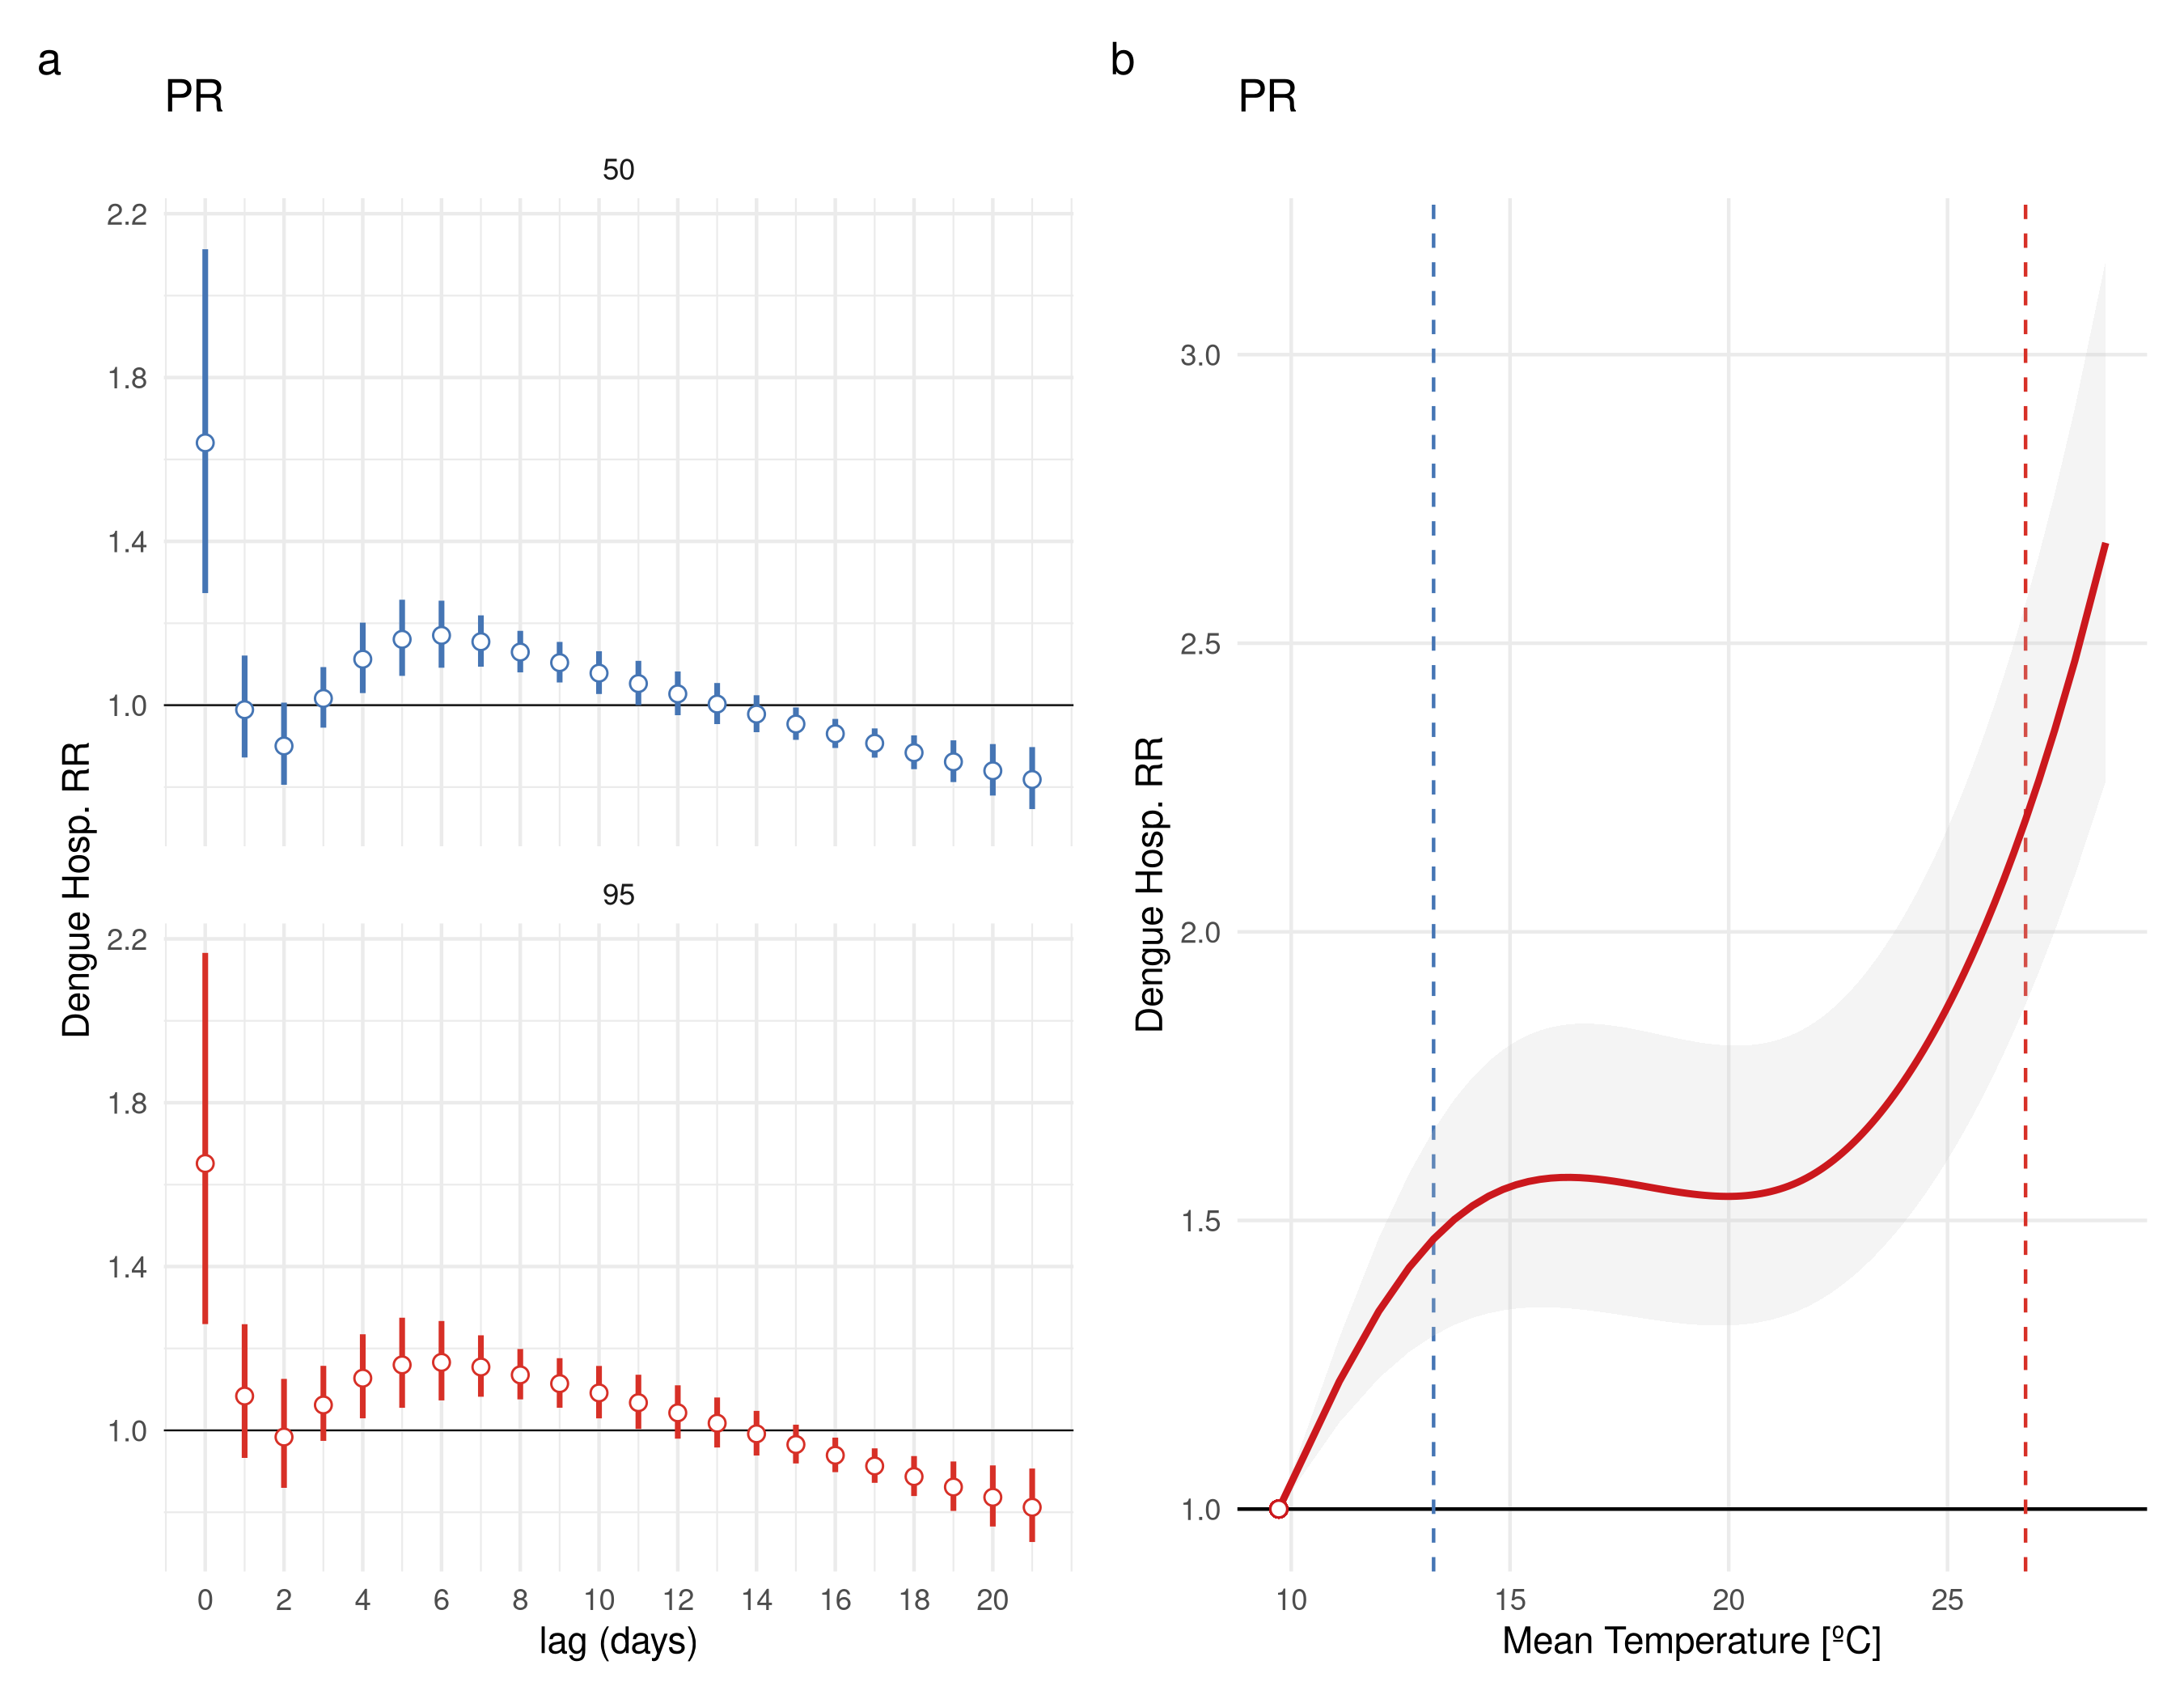 a
PR
50
2.2
1.8
1.4
1.0
95
2.2
1.8
1.4
1.0
0 2 4 6 8 10 12 14 16 18 20
lag (days)
Dengue Hosp. RR
b
PR
3.0
2.5
2.0
1.5
1.0
10 15 20 25
Mean Temperature [ºC]
Dengue Hosp. RR